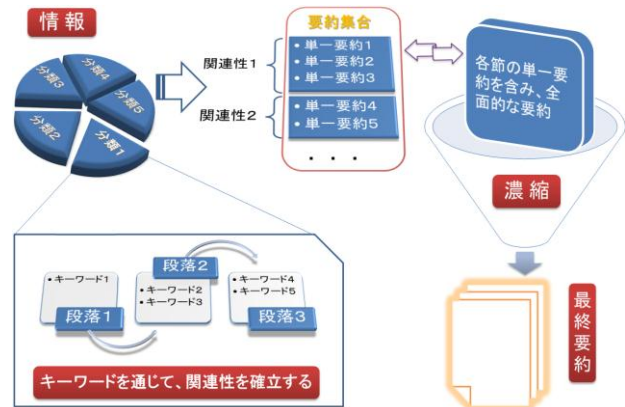 情報
分類4
分類3
分類5
分類2
分類1
要約集合
関連性1
• 単一要約1
• 単一要約2
• 単一要約3
関連性2
• 単一要約4
• 単一要約5
• • •
各節の単一要
約を含み、全
面的な要約
濃縮
最終要約
• キーワード1
段落1
段落2
• キーワード2
• キーワード3
• キーワード4
• キーワード5
段落3
キーワードを通じて、関連性を確立する